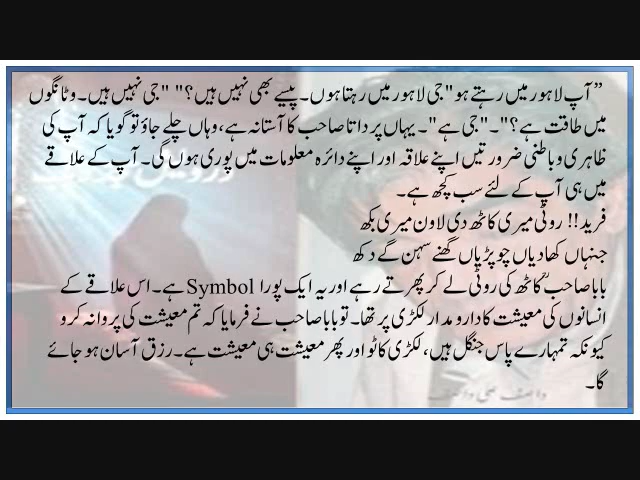 ”آپ لاہور میں رہتے ہو"جی لاہور میں رہتا ہوں۔ پیسے بھی نہیں ہیں؟" "جی نہیں ہیں۔ وٹانگوں
میں طاقت ہے؟"۔"جی ہے"۔ یہاں پر داتا صاحب کا آستانہ ہے، وہاں چلے جاؤ تو گویا کہ آپ کی
ظاہری و باطنی ضرورتیں اپنے علاقہ اور اپنے دائرہ معلومات میں پوری ہوں گی۔ آپ کے علاقے
میں ہی آپ کے لئے سب کچھ ہے۔
فرید!! روٹی میری کاٹھ دی لاون میری بکھ
جنہاں کھادیاں چوپڑیاں گھنے سہن گے دکھ
بابا صاحبؒ کاٹھ کی روٹی لے کر پھرتے رہے اور یہ ایک پورا Symbol ہے۔ اس علاقے کے
انسانوں کی معیشت کا دارومدار لکڑی پر تھا۔ تو بابا صاحب نے فرمایا کہ تم معیشت کی پروا نہ کرو
کیونکہ تمہارے پاس جنگل ہیں، لکڑی کاٹو اور پھر معیشت ہی معیشت ہے۔ رزق آسان ہو جائے
گا۔
واصف علی واصف